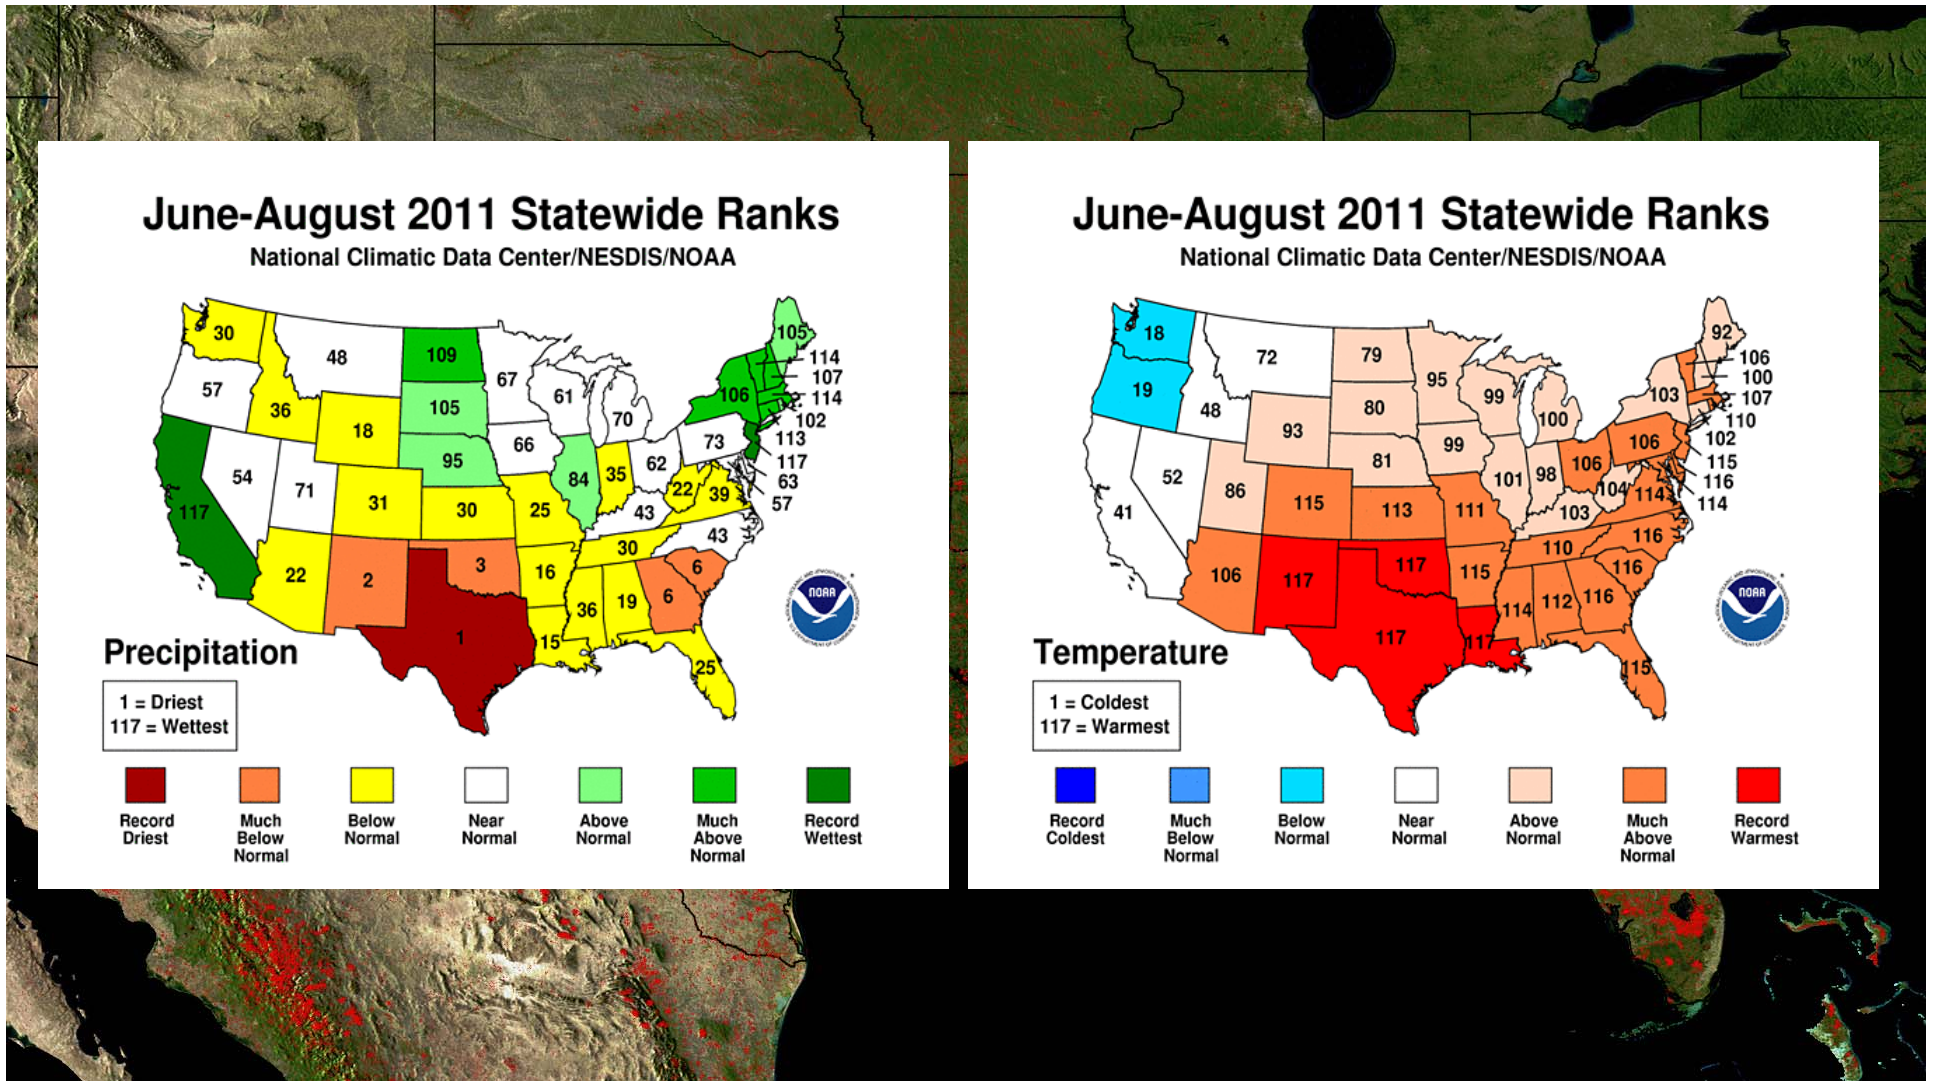 June-August 2011 Statewide Ranks
National Climatic Data Center/NESDIS/NOAA
30
48
109
67
105
114
107
114
102
113
117
63
57
57
36
18
105
61
70
106
66
73
117
54
71
31
95
84
35
62
22
39
30
25
43
43
22
2
3
16
30
6
1
15
36
19
6
25
NOAA
Precipitation
1 = Driest
117 = Wettest
Record
Driest
Much
Below
Normal
Below
Normal
Near
Normal
Above
Normal
Much
Above
Normal
Record
Wettest
June-August 2011 Statewide Ranks
National Climatic Data Center/NESDIS/NOAA
18
72
79
95
92
106
100
107
110
102
115
116
114
19
48
93
80
99
100
103
99
106
41
52
86
115
81
101
98
106
104
114
113
111
103
116
106
117
117
115
110
116
117
117
114
112
116
115
NOAA
Temperature
1 = Coldest
117 = Warmest
Record
Coldest
Much
Below
Normal
Below
Normal
Near
Normal
Above
Normal
Much
Above
Normal
Record
Warmest